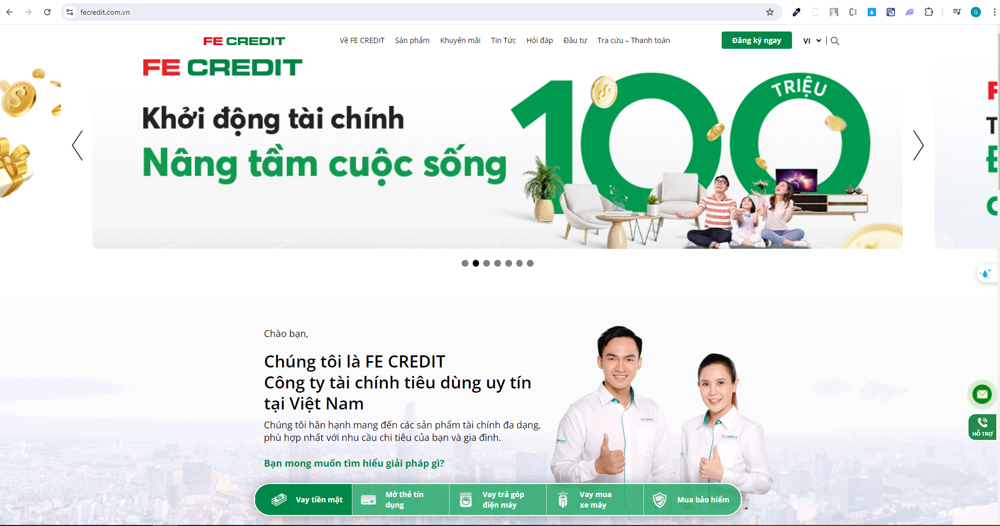 fecredit.com.vn
G
FE CREDIT
Về FE CREDIT
Sản phẩm
Khuyến mãi
Tin Tức
Hỏi đáp
Đầu tư
Tra cứu – Thanh toán
Đăng ký ngay
VI
FE CREDIT
Khởi động tài chính
Nâng tầm cuộc sống
100
TRIỆU
Chào bạn,
Chúng tôi là FE CREDIT
Công ty tài chính tiêu dùng uy tín
tại Việt Nam
Chúng tôi hân hạnh mang đến các sản phẩm tài chính đa dạng,
phù hợp nhất với nhu cầu chi tiêu của bạn và gia đình.
Bạn mong muốn tìm hiểu giải pháp gì?
FE CREDIT
FE CREDIT
HỖ TRỢ
Vay tiền mặt
Mở thẻ tín
dụng
Vay trả góp
điện máy
Vay mua
xe máy
Mua bảo hiểm